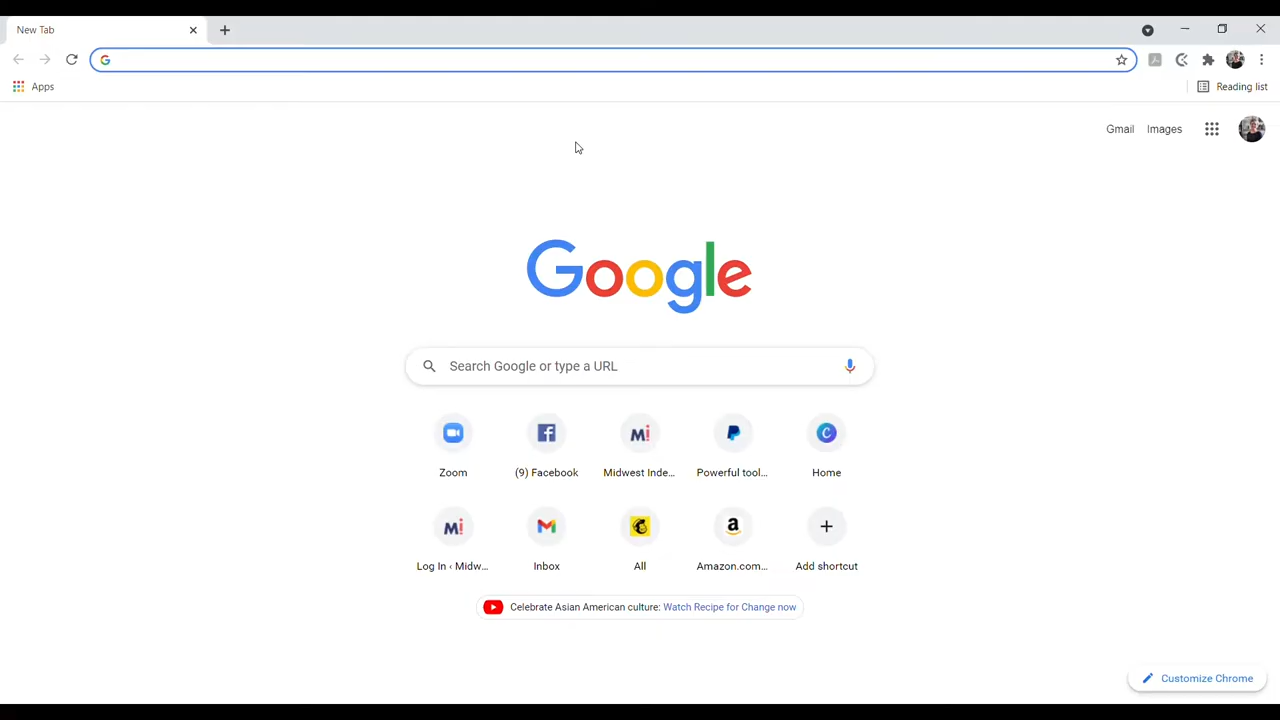 New Tab
Apps
Reading list
Gmail Images
Google
Search Google or type a URL
Zoom
(9) Facebook
Midwest Inde...
Powerful tool...
Home
Log In ‹ Midw...
Inbox
All
Amazon.com...
Add shortcut
Celebrate Asian American culture: Watch Recipe for Change now
Customize Chrome